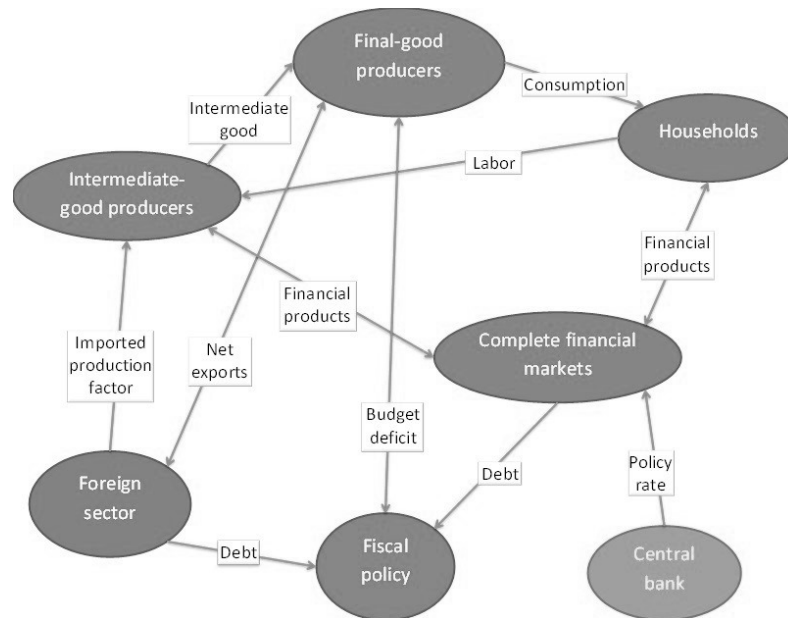 Final-good
producers
Consumption
Households
Intermediate
good
Labor
Intermediate-
good producers
Financial
products
Financial
products
Complete financial
markets
Imported
production
factor
Net
exports
Budget
deficit
Debt
Policy
rate
Foreign
sector
Debt
Fiscal
policy
Central
bank